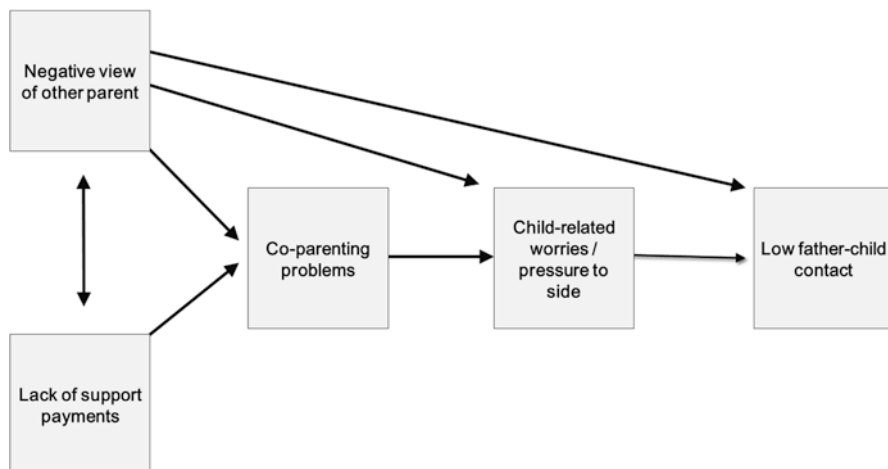 Negative view
of other parent
Co-parenting
problems
Child-related
worries /
pressure to
side
Low father-child
contact
Lack of support
payments